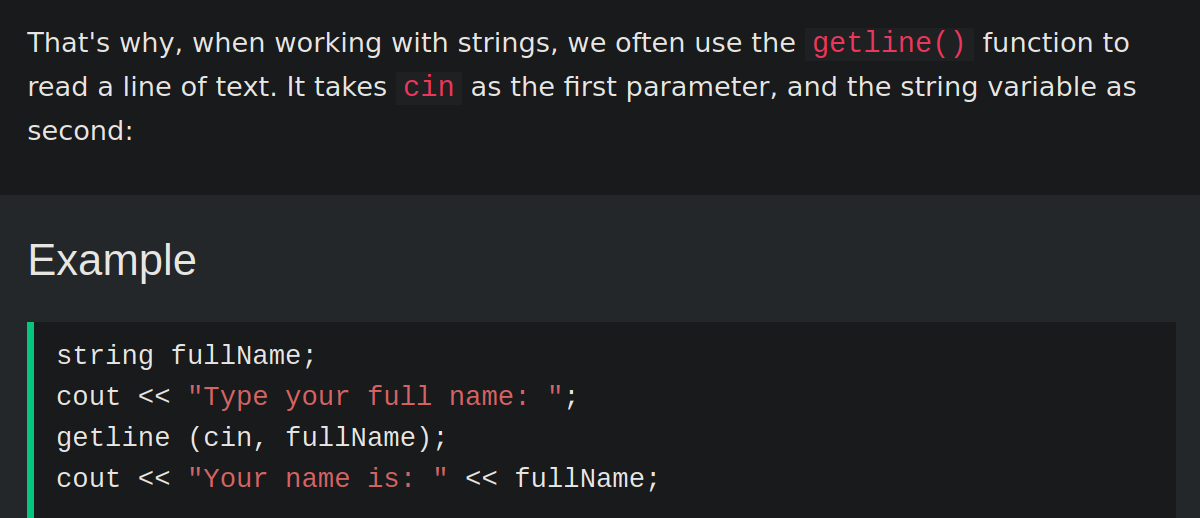 That's why, when working with strings, we often use the getline() function to
read a line of text. It takes cin as the first parameter, and the string variable as
second:
Example
string fullName;
cout << "Type your full name: ";
getline (cin, fullName);
cout << "Your name is: " << fullName;